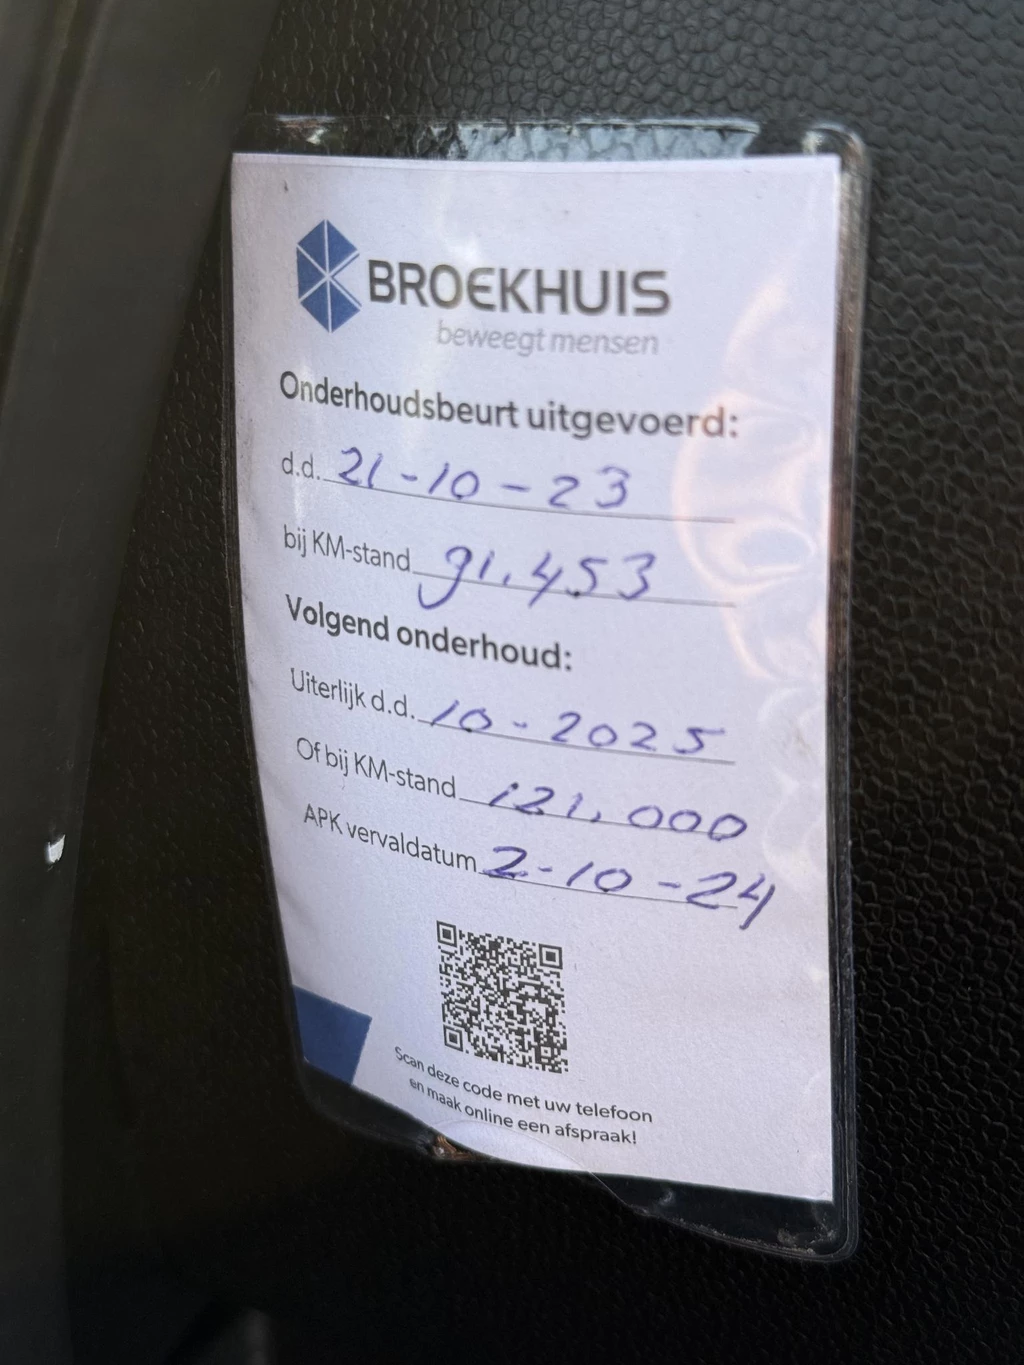 BROEKHUIS
beweegt mensen
Onderhoudsbeurt uitgevoerd:
d.d. 21-10-23
bij KM-stand 91.453
Volgend onderhoud:
Uiterlijk d.d. 10-2025
Of bij KM-stand 121.000
APK vervaldatum 2-10-24
Scan deze code met uw telefoon
en maak online een afspraak!